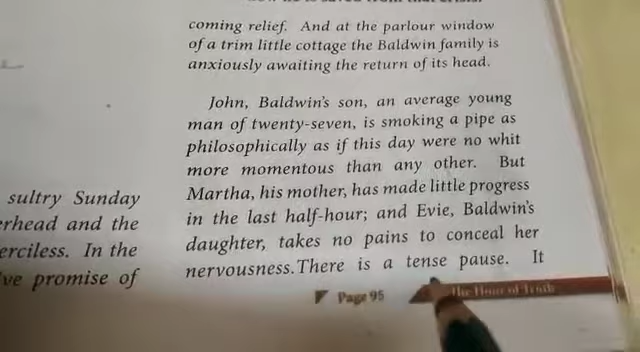 coming relief. And at the parlour window
of a trim little cottage the Baldwin family is
anxiously awaiting the return of its head.
John, Baldwin's son, an average young
man of twenty-seven, is smoking a pipe as
philosophically as if this day were no whit
more momentous than any other. But
Martha, his mother, has made little progress
in the last half-hour; and Evie, Baldwin's
daughter, takes no pains to conceal her
nervousness.There is a tense pause. It
sultry Sunday
erhead and the
erciless. In the
ve promise of
Page 95
The Hour of Truth